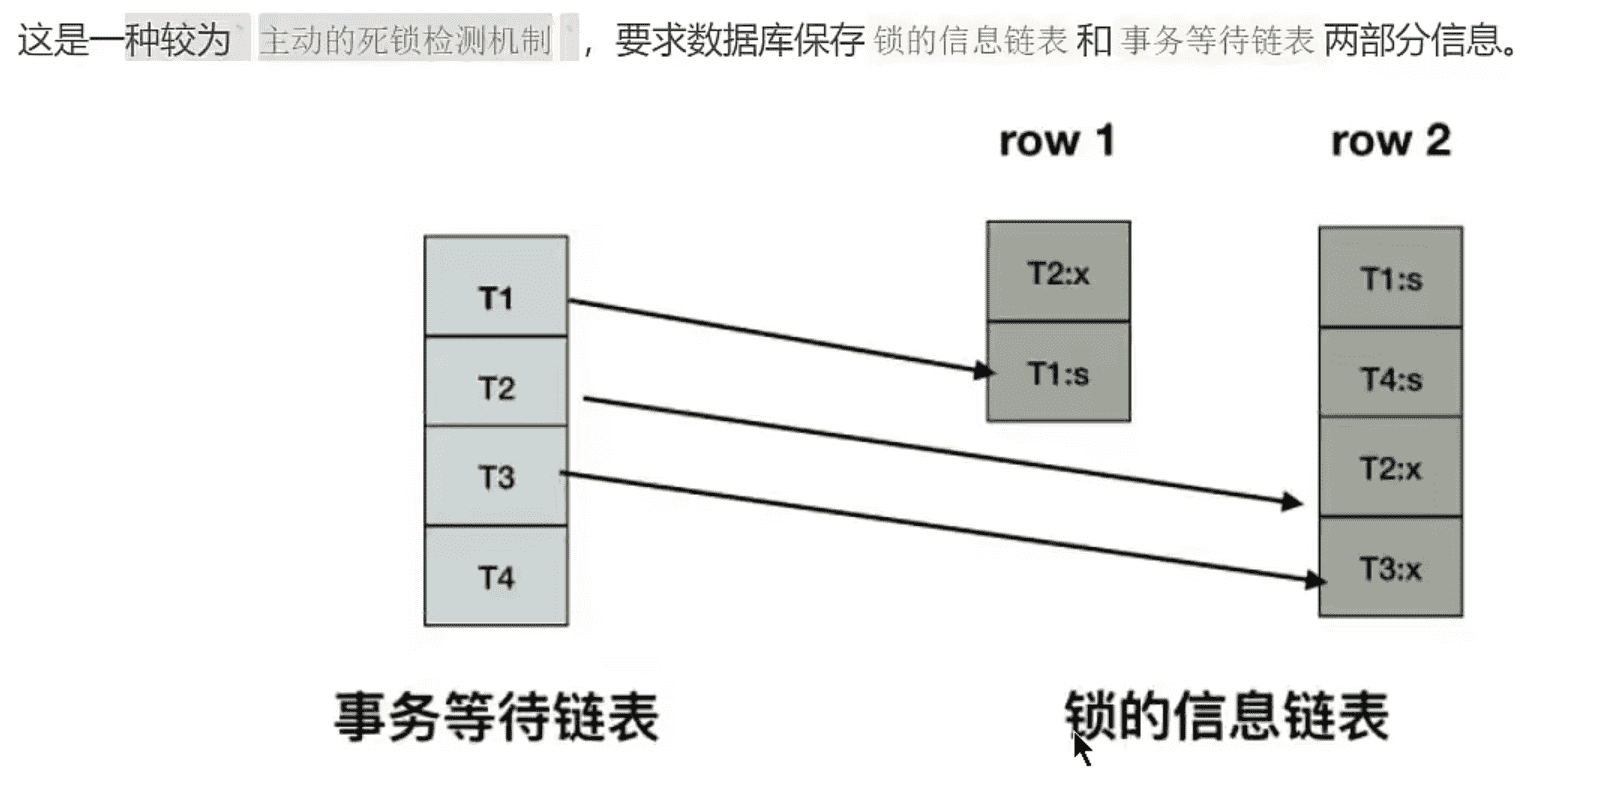 这是一种较为` 主动的死锁检测机制 `，要求数据库保存 锁的信息链表 和 事务等待链表 两部分信息。
row 1
row 2
T1
T2
T3
T4
T2:x
T1:s
T1:s
T4:s
T2:x
T3:x
事务等待链表
锁的信息链表